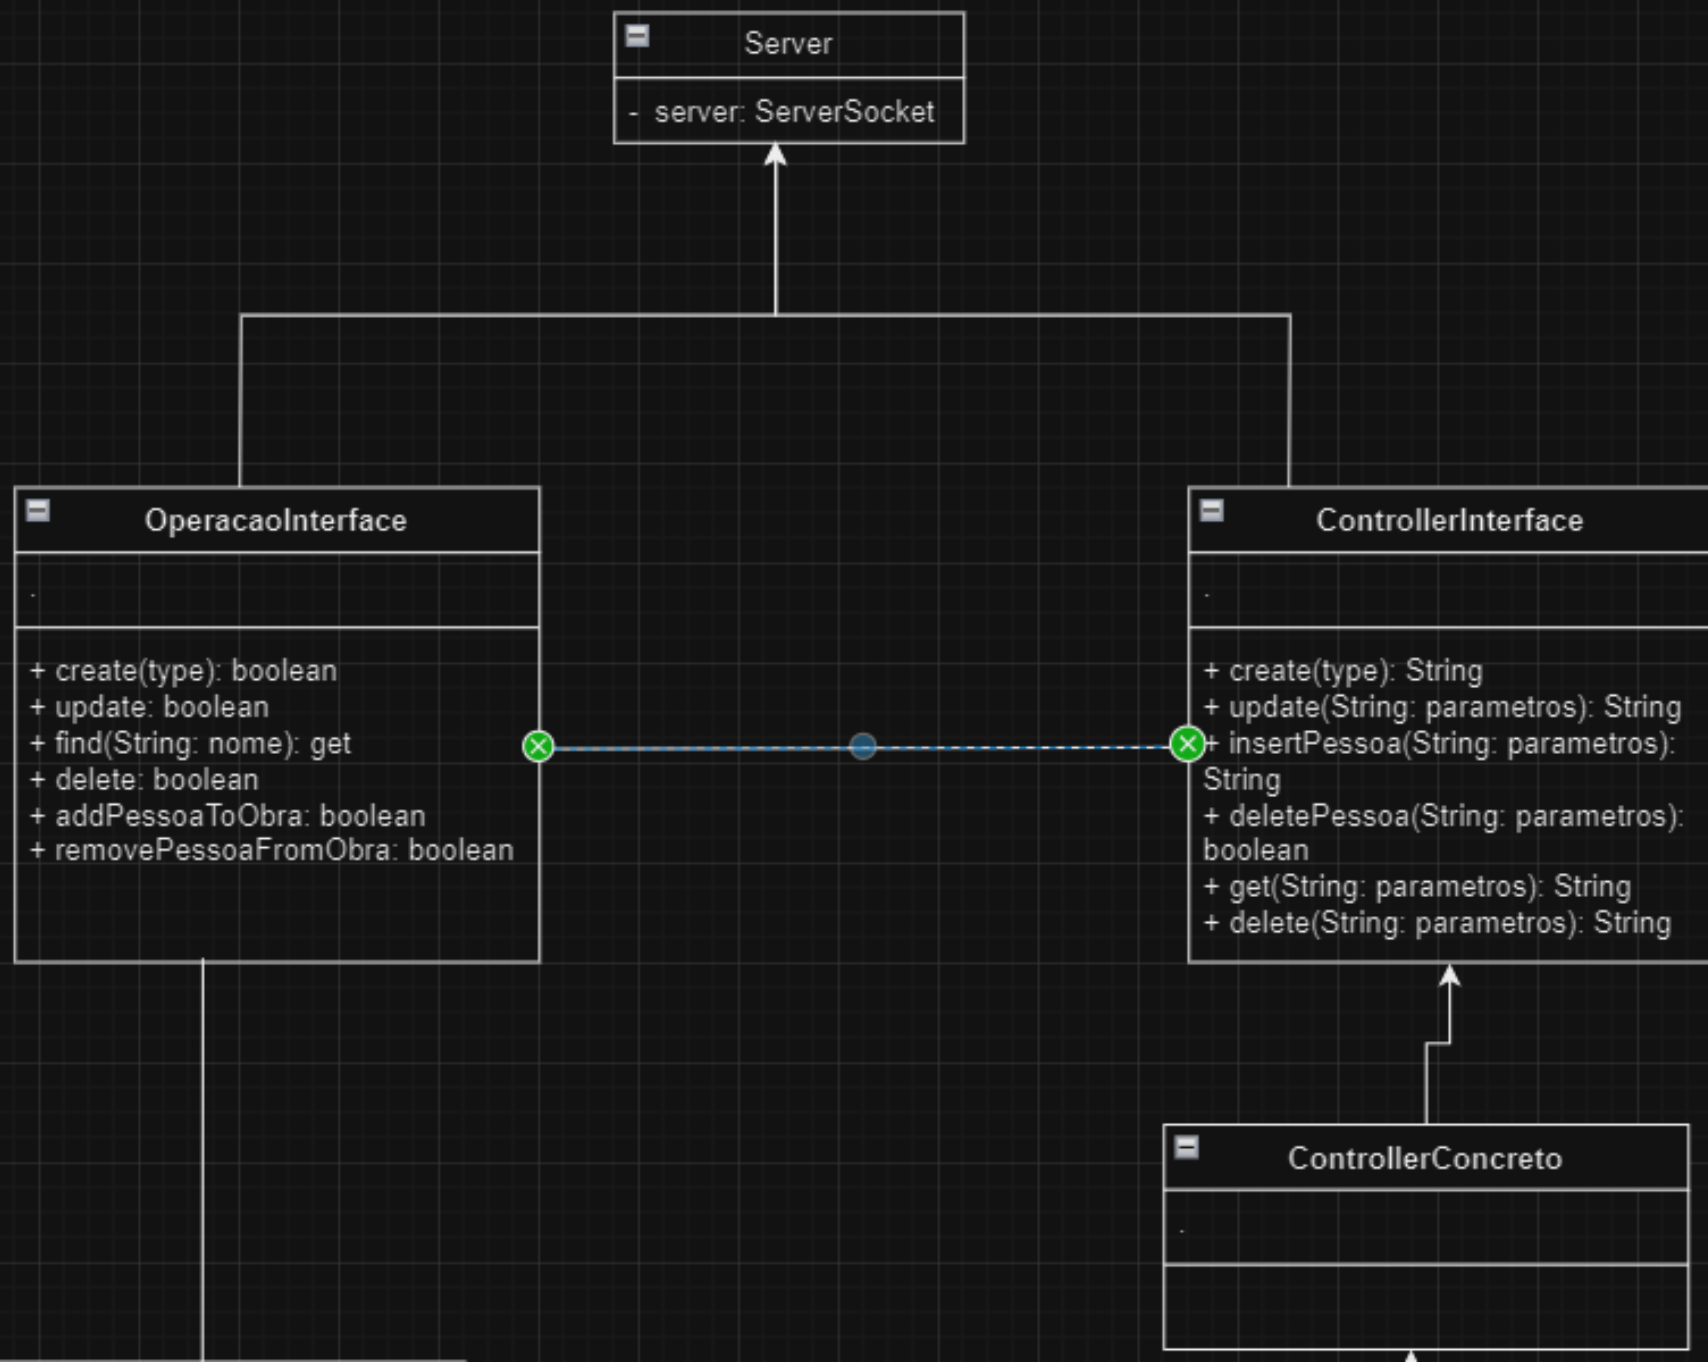 Server
- server: ServerSocket
OperacaoInterface
.
+ create(type): boolean
+ update: boolean
+ find(String: nome): get
+ delete: boolean
+ addPessoaToObra: boolean
+ removePessoaFromObra: boolean
ControllerInterface
.
+ create(type): String
+ update(String: parametros): String
+ insertPessoa(String: parametros):
String
+ deletePessoa(String: parametros):
boolean
+ get(String: parametros): String
+ delete(String: parametros): String
ControllerConcreto
.